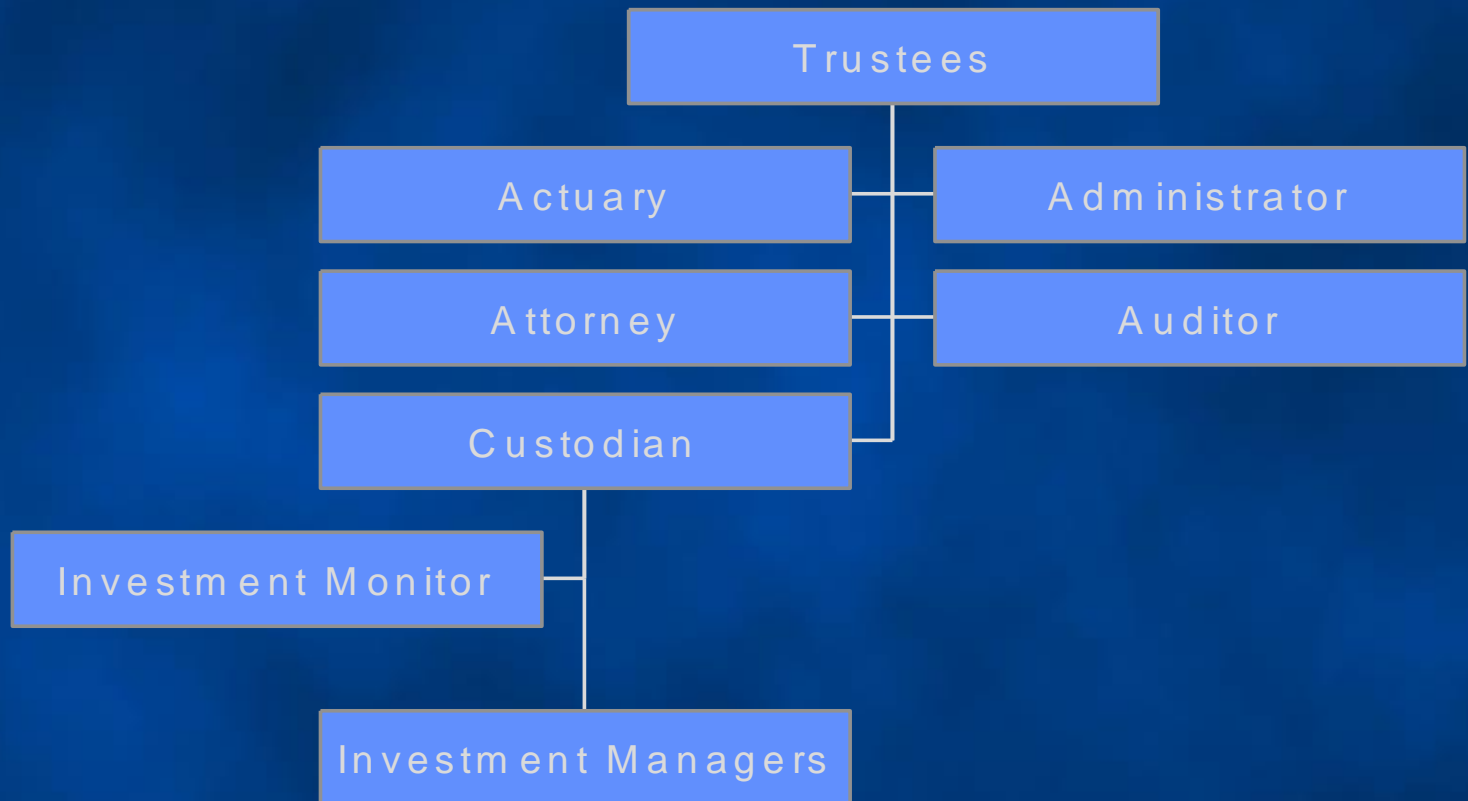 Trustees
Actuary
Administrator
Attorney
Auditor
Custodian
Investment Monitor
Investment Managers